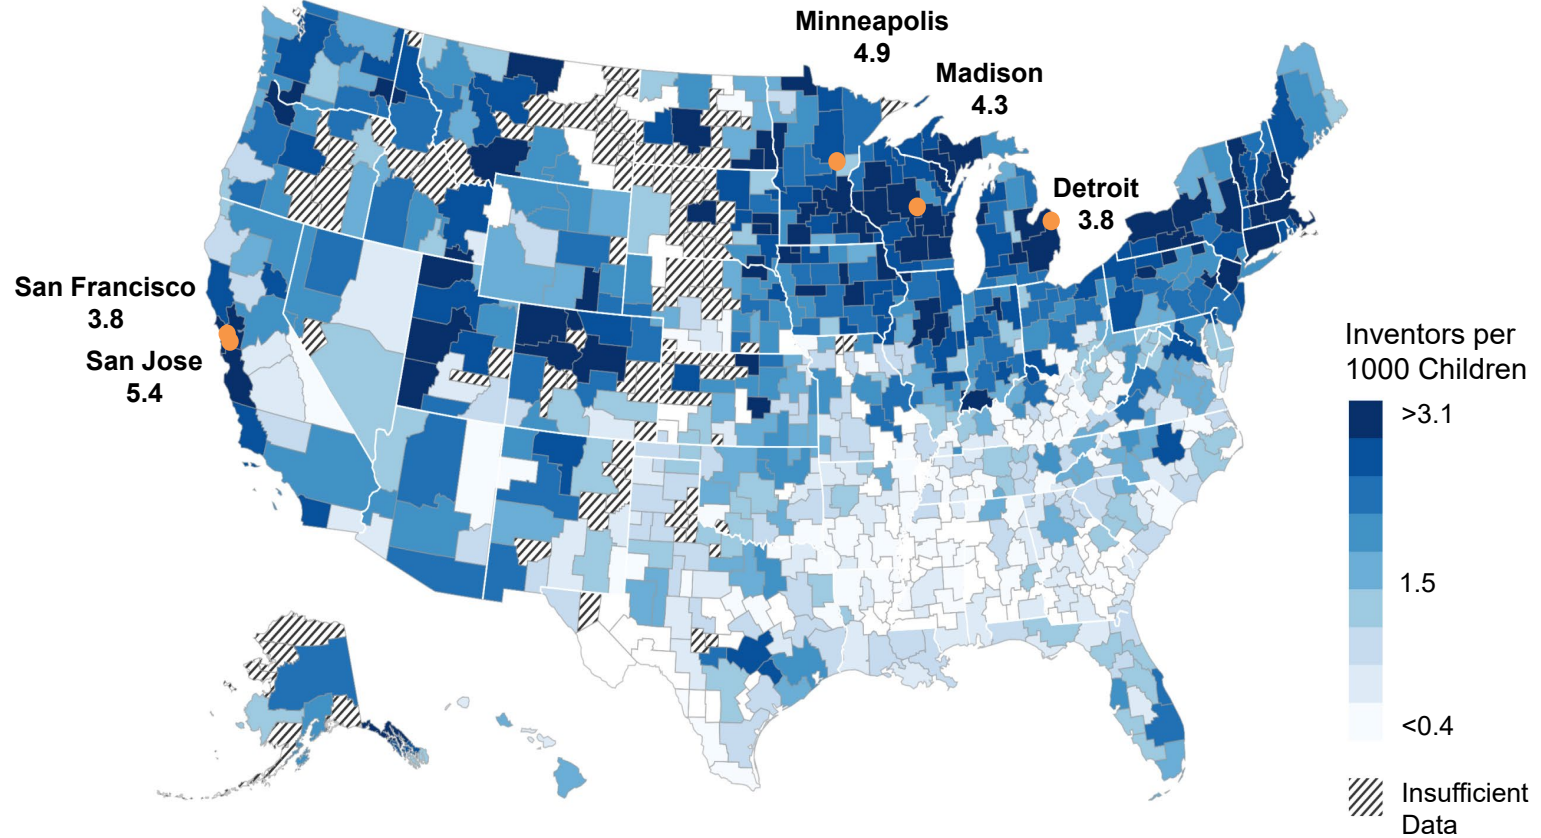 Minneapolis
4.9
Madison
4.3
Detroit
3.8
San Francisco
3.8
San Jose
5.4
Inventors per
1000 Children
>3.1
1.5
<0.4
Insufficient
Data